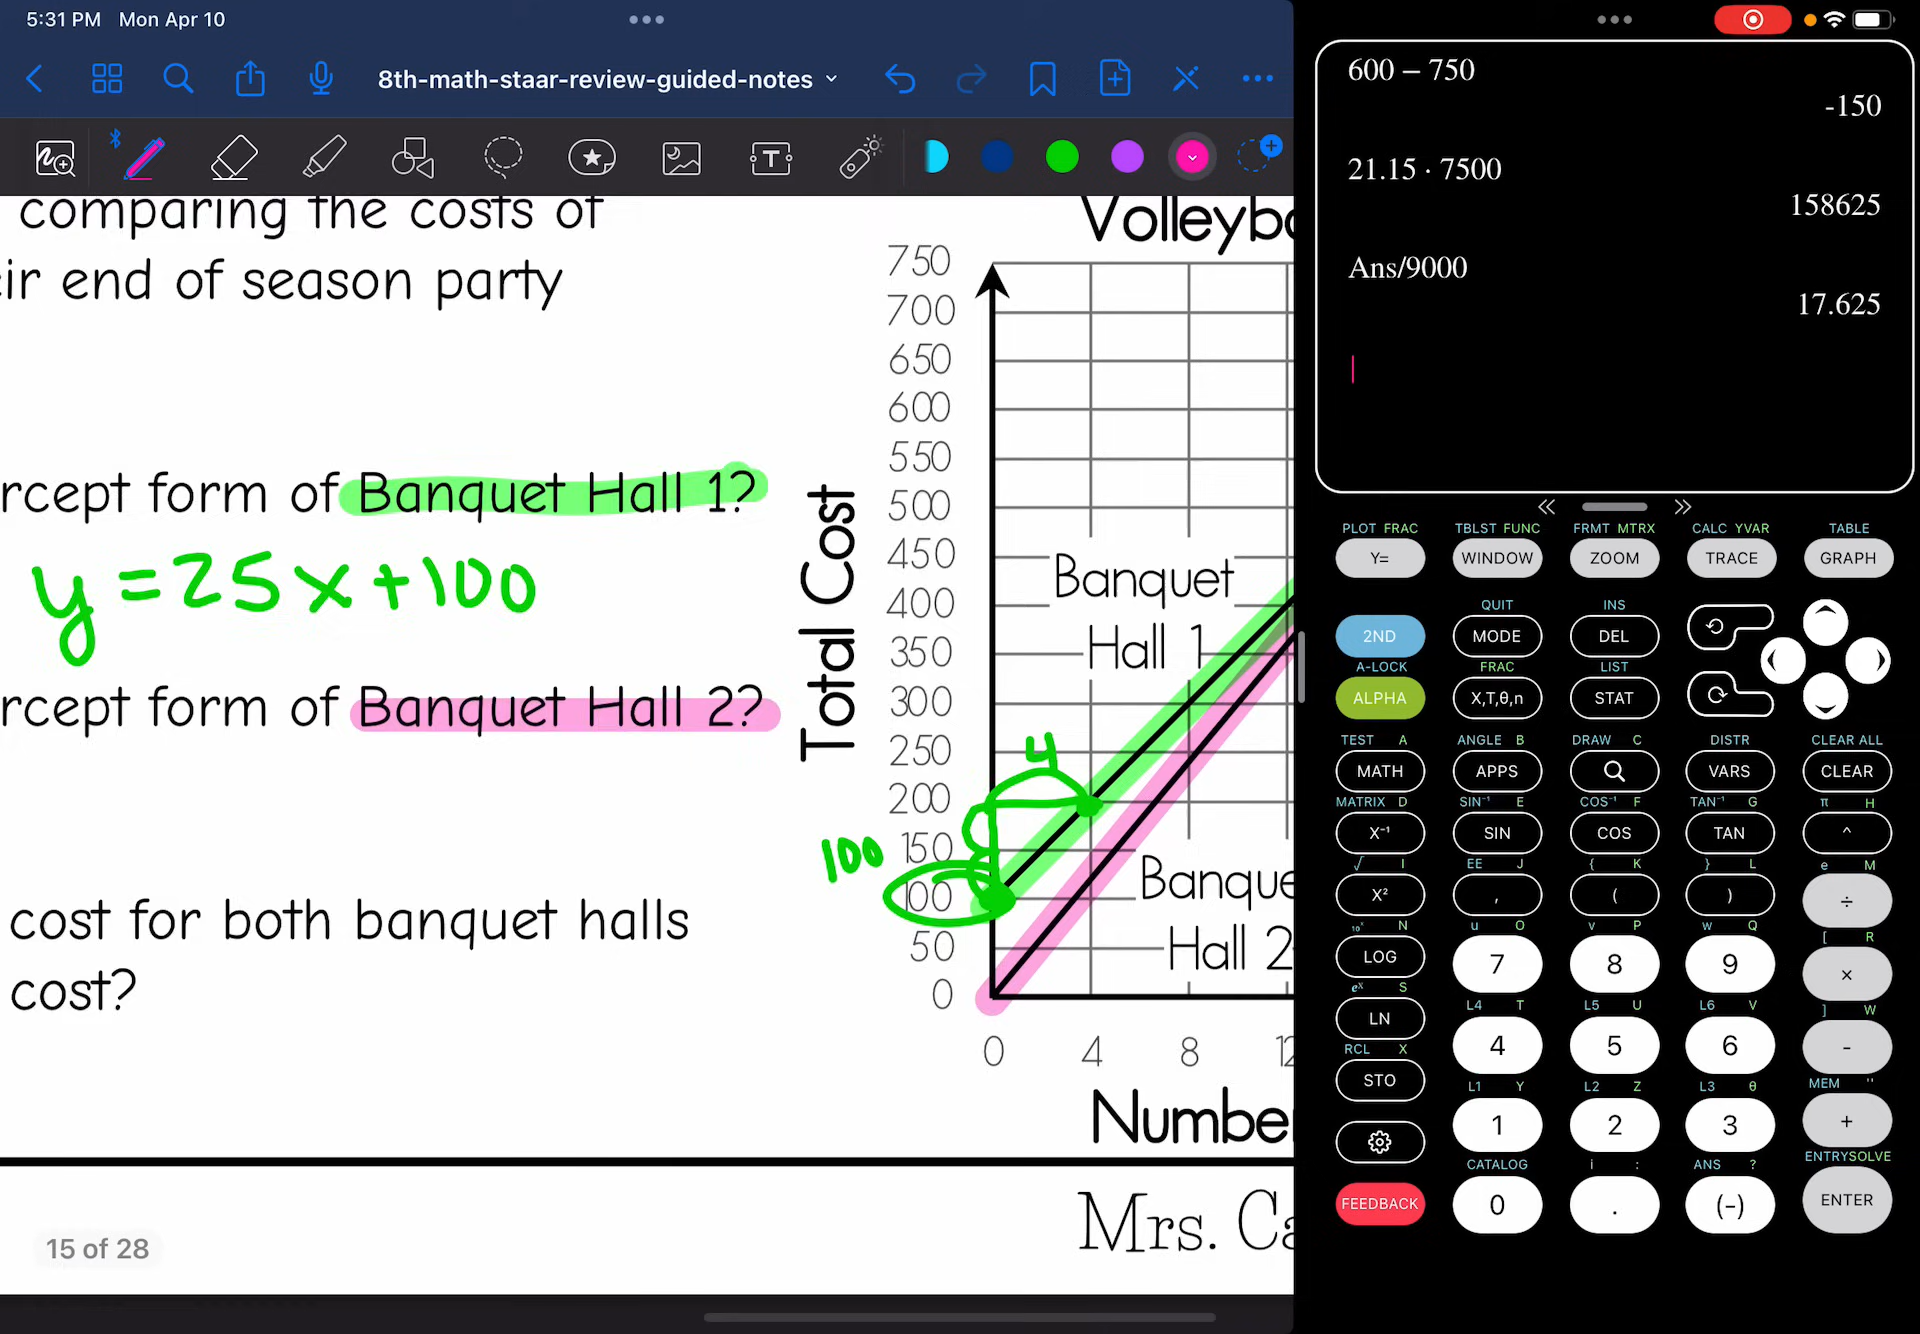 5:31 PM Mon Apr 10
8th-math-staar-review-guided-notes
comparing the costs of
eir end of season party
rcept form of Banquet Hall 1?
y = 25x + 100
rcept form of Banquet Hall 2?
cost for both banquet halls
cost?
15 of 28
Volleyb
Total Cost
750
700
650
600
550
500
450
400
350
300
250
200
150
100
50
0
Banquet
Hall 1
4
100
Banque
Hall 2
0 4 8 12
Numbe
Mrs. Ca
600 – 750
-150
21.15 · 7500
158625
Ans/9000
17.625
PLOT FRAC TBLST FUNC FRMT MTRX CALC YVAR TABLE
Y= WINDOW ZOOM TRACE GRAPH
QUIT INS
2ND MODE DEL
A-LOCK FRAC LIST
ALPHA X,T,θ,n STAT
TEST A ANGLE B DRAW C DISTR CLEAR ALL
MATH APPS VARS CLEAR
MATRIX D SIN⁻¹ E COS⁻¹ F TAN⁻¹ G π H
X⁻¹ SIN COS TAN ^
√ I EE J { K } L e M
X² , ( ) ÷
10ˣ N u O v P w Q [ R
LOG 7 8 9 ×
eˣ S L4 T L5 U L6 V ] W
LN 4 5 6 -
RCL X L1 Y L2 Z L3 θ MEM "
STO 1 2 3 +
CATALOG i : ANS ? ENTRY SOLVE
FEEDBACK 0 . (-) ENTER